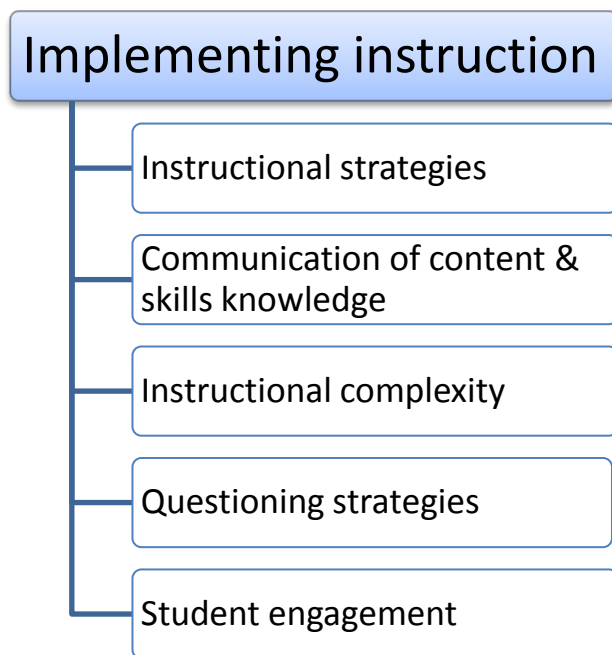 Implementing instruction
Instructional strategies
Communication of content &
skills knowledge
Instructional complexity
Questioning strategies
Student engagement